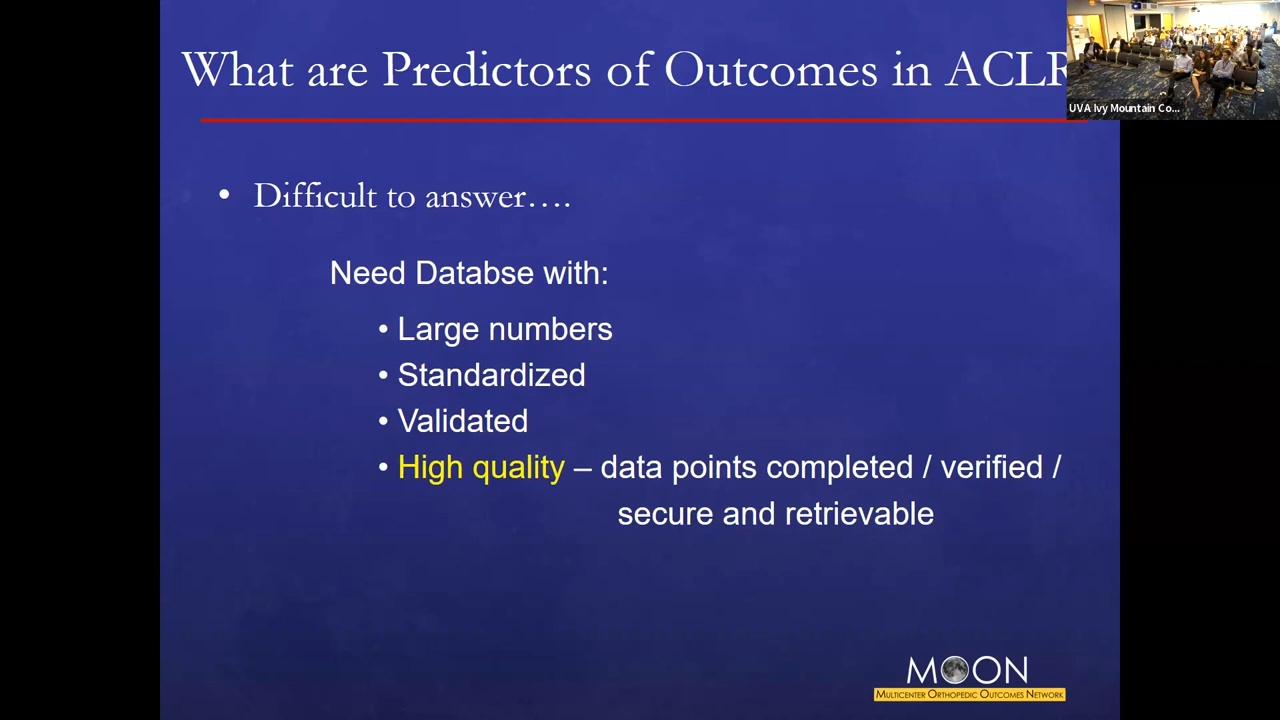 What are Predictors of Outcomes in ACLR
UVA Ivy Mountain Co...
• Difficult to answer….
Need Databse with:
• Large numbers
• Standardized
• Validated
• High quality – data points completed / verified /
secure and retrievable
MOON
MULTICENTER ORTHOPEDIC OUTCOMES NETWORK